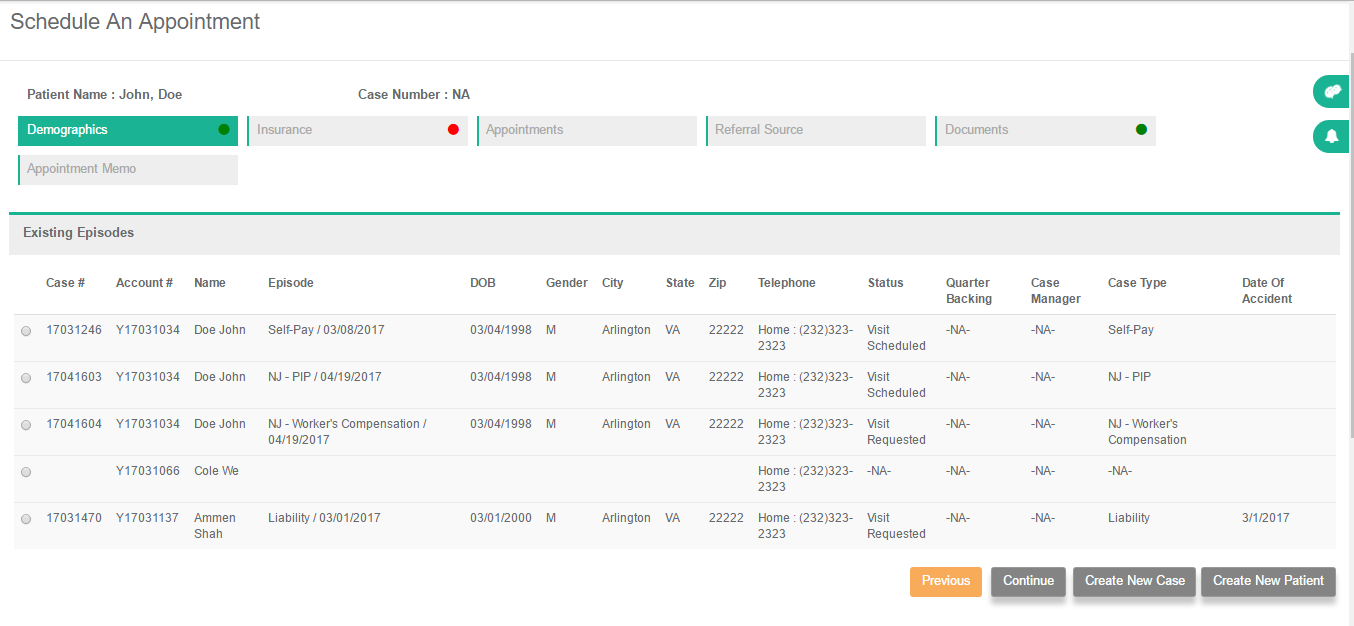 Schedule An Appointment
Patient Name : John, Doe Case Number : NA
Demographics Insurance Appointments Referral Source Documents
Appointment Memo
Existing Episodes
Case # Account # Name Episode DOB Gender City State Zip Telephone Status Quarter Case Case Type Date Of
Backing Manager Accident
17031246 Y17031034 Doe John Self-Pay / 03/08/2017 03/04/1998 M Arlington VA 22222 Home : (232)323- Visit -NA- -NA- Self-Pay
2323 Scheduled
17041603 Y17031034 Doe John NJ - PIP / 04/19/2017 03/04/1998 M Arlington VA 22222 Home : (232)323- Visit -NA- -NA- NJ - PIP
2323 Scheduled
17041604 Y17031034 Doe John NJ - Worker's Compensation / 03/04/1998 M Arlington VA 22222 Home : (232)323- Visit -NA- -NA- NJ - Worker's
04/19/2017 2323 Requested Compensation
Y17031066 Cole We Home : (232)323- -NA- -NA- -NA- -NA-
2323
17031470 Y17031137 Ammen Liability / 03/01/2017 03/01/2000 M Arlington VA 22222 Home : (232)323- Visit -NA- -NA- Liability 3/1/2017
Shah 2323 Requested
Previous Continue Create New Case Create New Patient